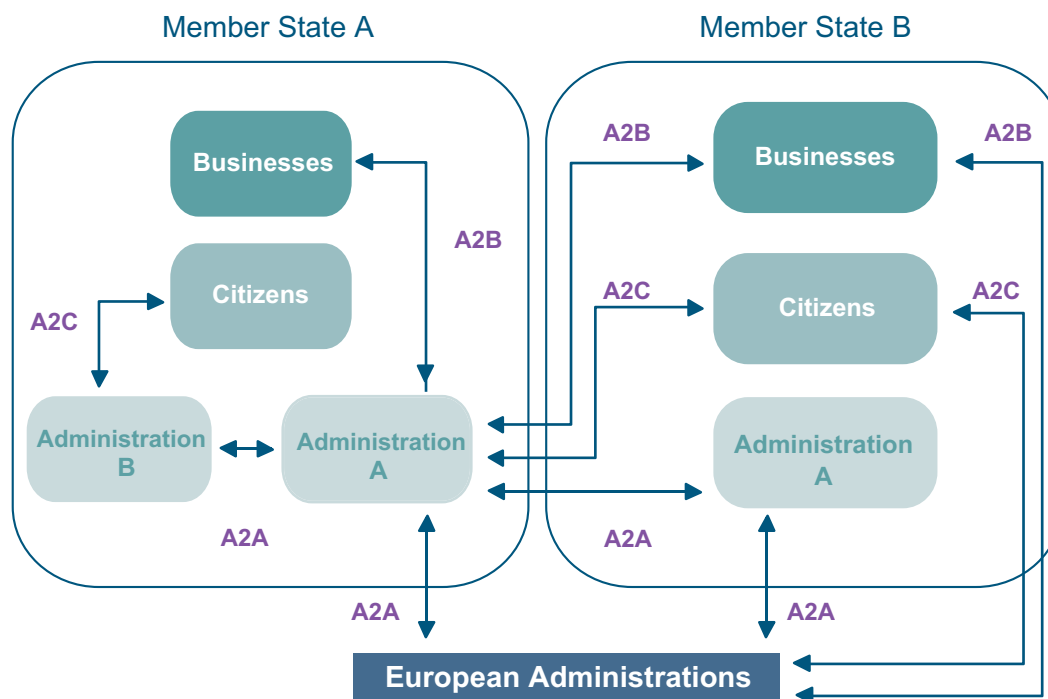 Member State A
Member State B
A2B
A2B
Businesses
Businesses
A2B
Citizens
A2C
Citizens
A2C
A2C
Administration
B
Administration
A
Administration
A
A2A
A2A
A2A
A2A
European Administrations